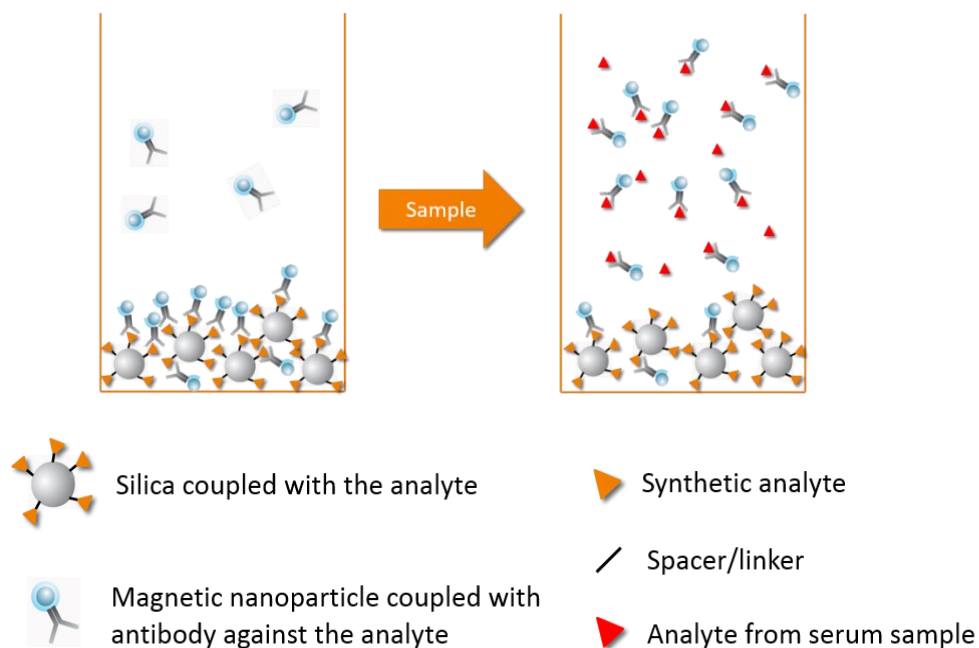 Sample
Silica coupled with the analyte
Synthetic analyte
Spacer/linker
Magnetic nanoparticle coupled with
antibody against the analyte
Analyte from serum sample